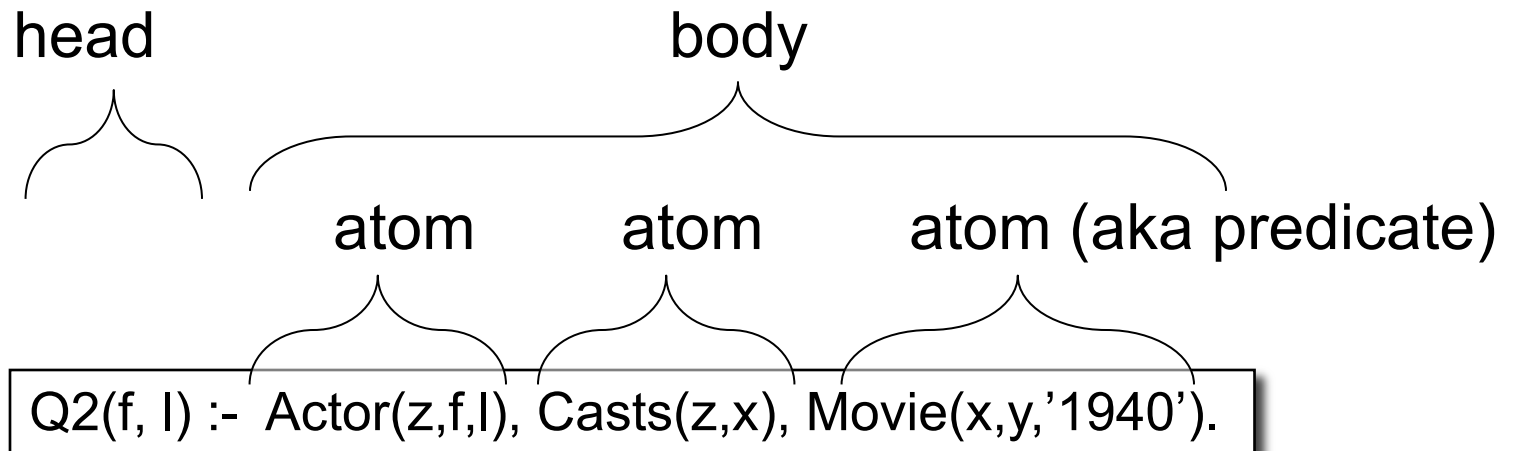 head body
atom atom atom (aka predicate)
Q2(f, l) :- Actor(z,f,l), Casts(z,x), Movie(x,y,’1940’).